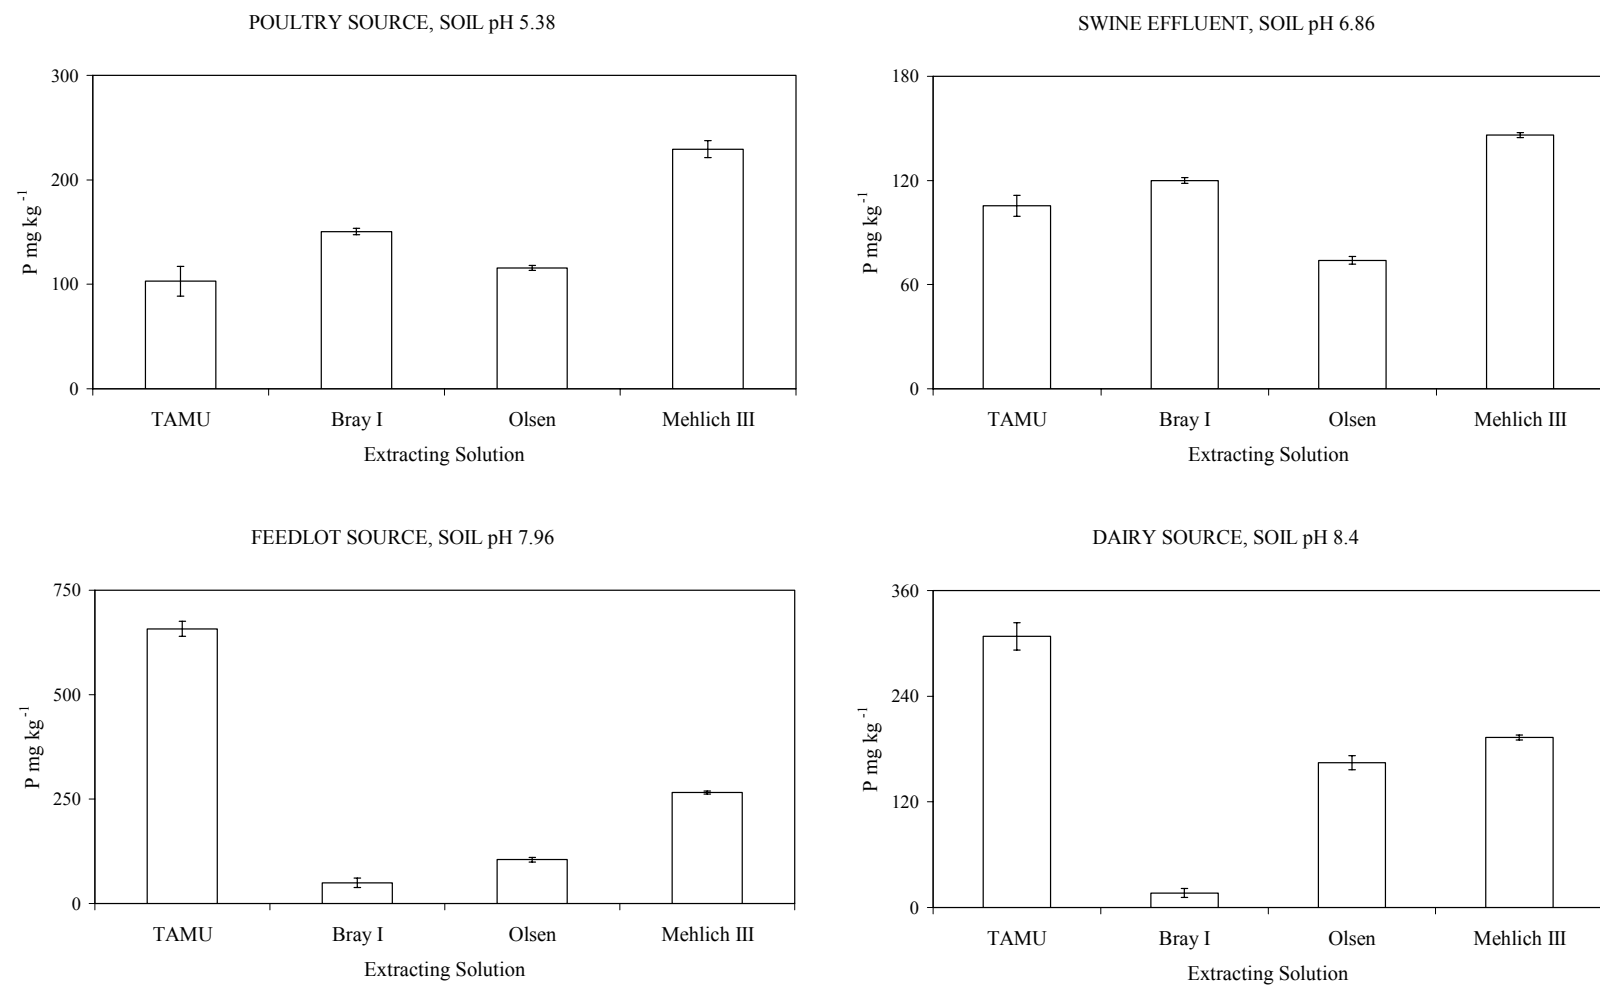 POULTRY SOURCE, SOIL pH 5.38
300
200
100
0
P mg kg -1
TAMU Bray I Olsen Mehlich III
Extracting Solution
SWINE EFFLUENT, SOIL pH 6.86
180
120
60
0
P mg kg -1
TAMU Bray I Olsen Mehlich III
Extracting Solution
FEEDLOT SOURCE, SOIL pH 7.96
750
500
250
0
P mg kg -1
TAMU Bray I Olsen Mehlich III
Extracting Solution
DAIRY SOURCE, SOIL pH 8.4
360
240
120
0
P mg kg -1
TAMU Bray I Olsen Mehlich III
Extracting Solution